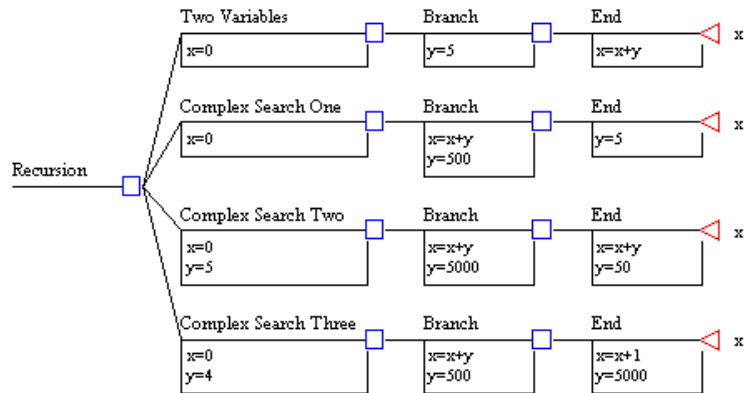 Two Variables Branch End
x=0 y=5 x=x+y x
Complex Search One Branch End
x=0 x=x+y y=5 x
y=500
Recursion
Complex Search Two Branch End
x=0 x=x+y x=x+y x
y=5 y=5000 y=50
Complex Search Three Branch End
x=0 x=x+y x=x+1 x
y=4 y=500 y=5000